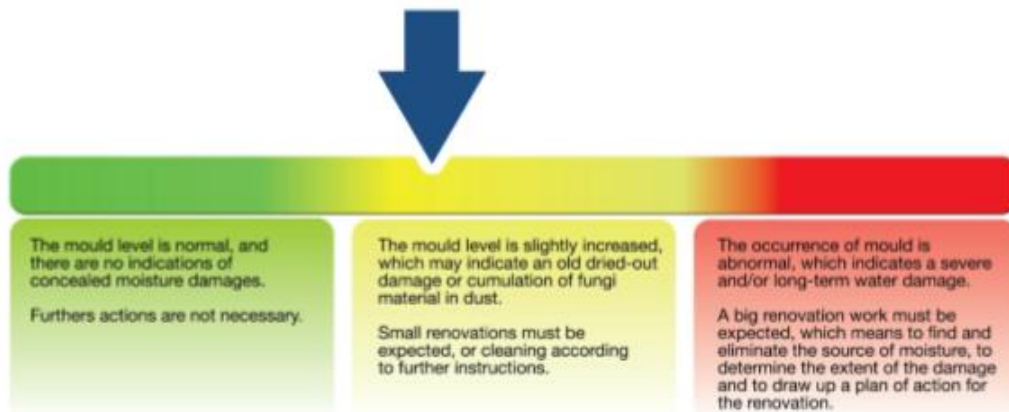 The mould level is normal, and
there are no indications of
concealed moisture damages.
Furthers actions are not necessary.
The mould level is slightly increased,
which may indicate an old dried-out
damage or cumulation of fungi
material in dust.
Small renovations must be
expected, or cleaning according
to further instructions.
The occurrence of mould is
abnormal, which indicates a severe
and/or long-term water damage.
A big renovation work must be
expected, which means to find and
eliminate the source of moisture, to
determine the extent of the damage
and to draw up a plan of action for
the renovation.